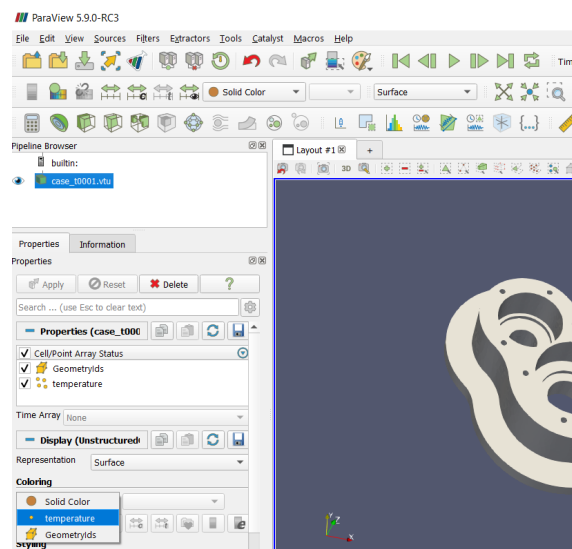 ParaView 5.9.0-RC3
File Edit View Sources Filters Extractors Tools Catalyst Macros Help
Solid Color
Surface
Pipeline Browser
builtin:
case_t0001.vtu
Layout #1
+
3D
Properties Information
Properties
Apply Reset Delete ?
Search ... (use Esc to clear text)
Properties (case_t000
Cell/Point Array Status
GeometryIds
temperature
Time Array None
Display (Unstructured
Representation Surface
Coloring
Solid Color
temperature
GeometryIds
Styling
Y
Z
X